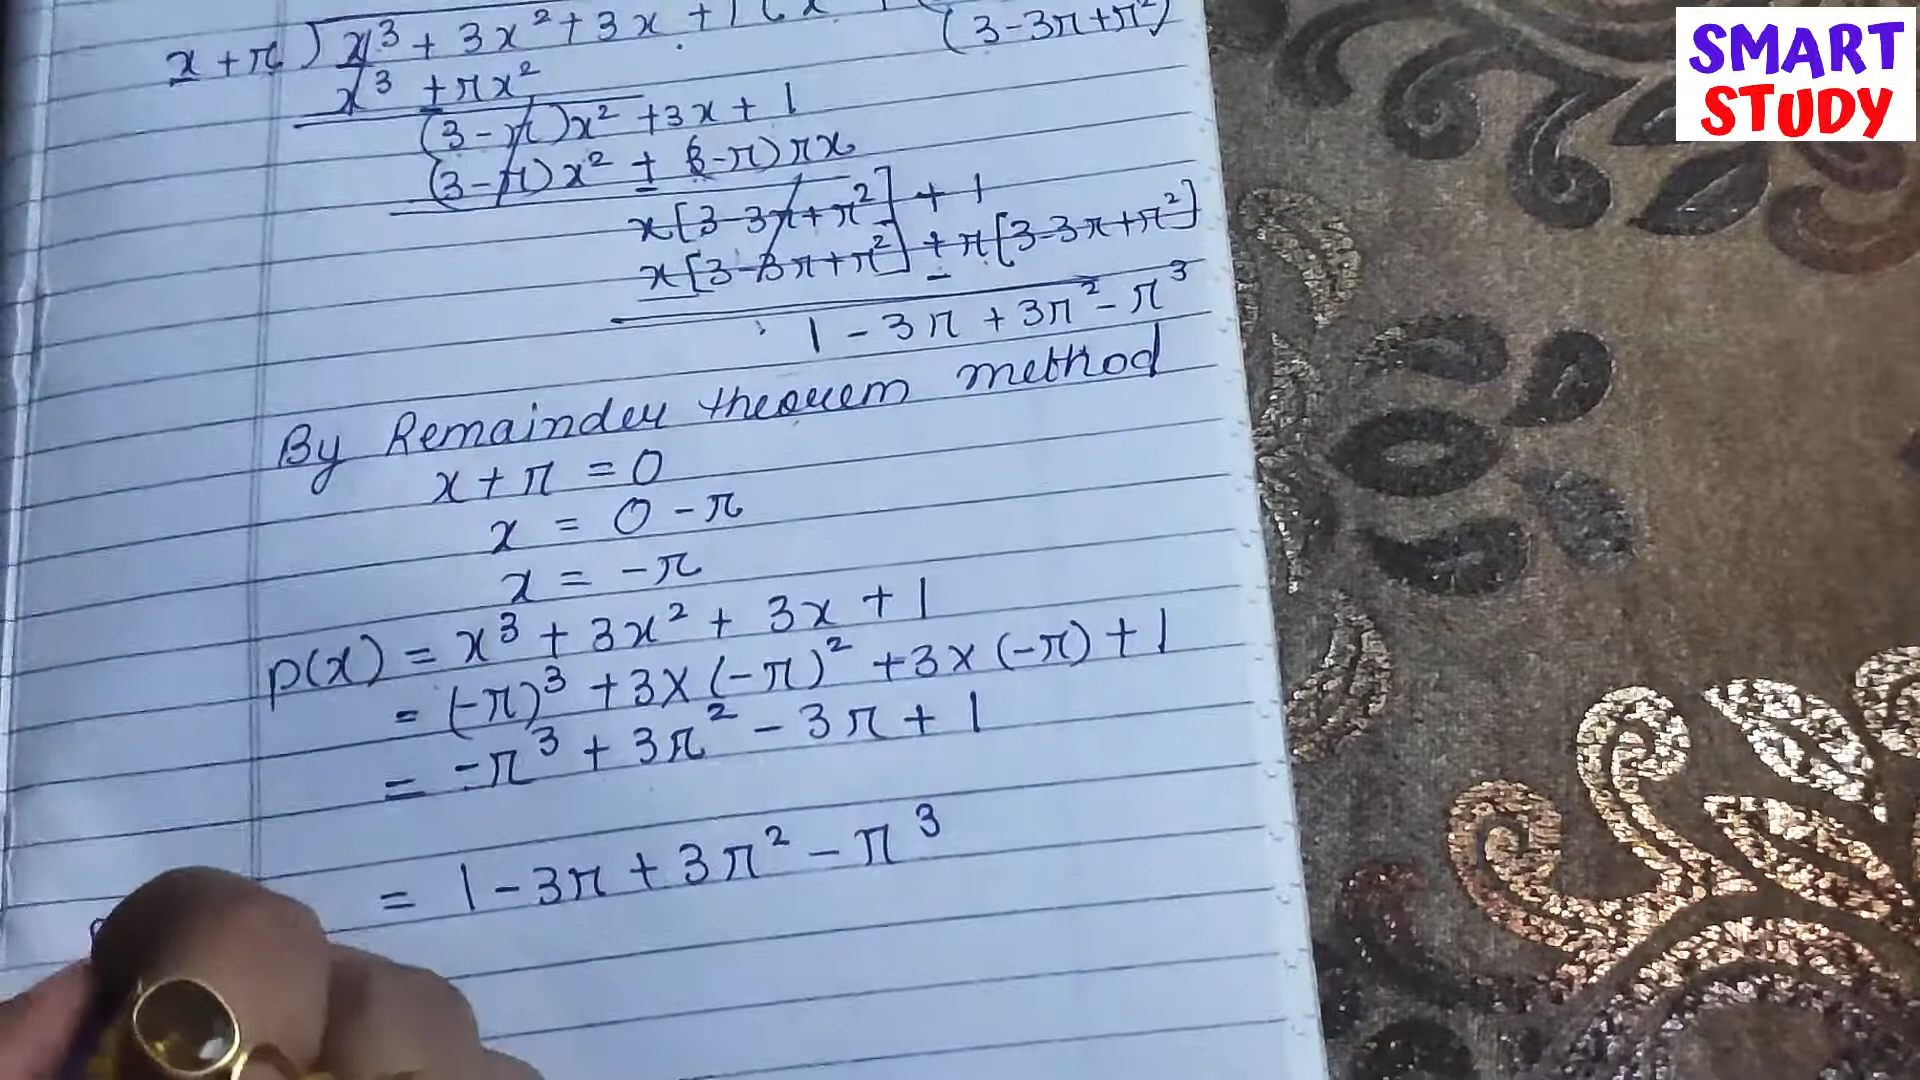 x + π ) x³ + 3x² + 3x + 1 ( x
(3-3π+π²)
x³ + πx²
(3-π)x² + 3x + 1
(3-π)x² + (3-π)πx
x[3-3π+π²] + 1
x[3-3π+π²] + π[3-3π+π²]
1 - 3π + 3π² - π³
By Remainder theorem method
x + π = 0
x = 0 - π
x = -π
p(x) = x³ + 3x² + 3x + 1
= (-π)³ + 3×(-π)² + 3×(-π) + 1
= -π³ + 3π² - 3π + 1
= 1 - 3π + 3π² - π³
SMART
STUDY